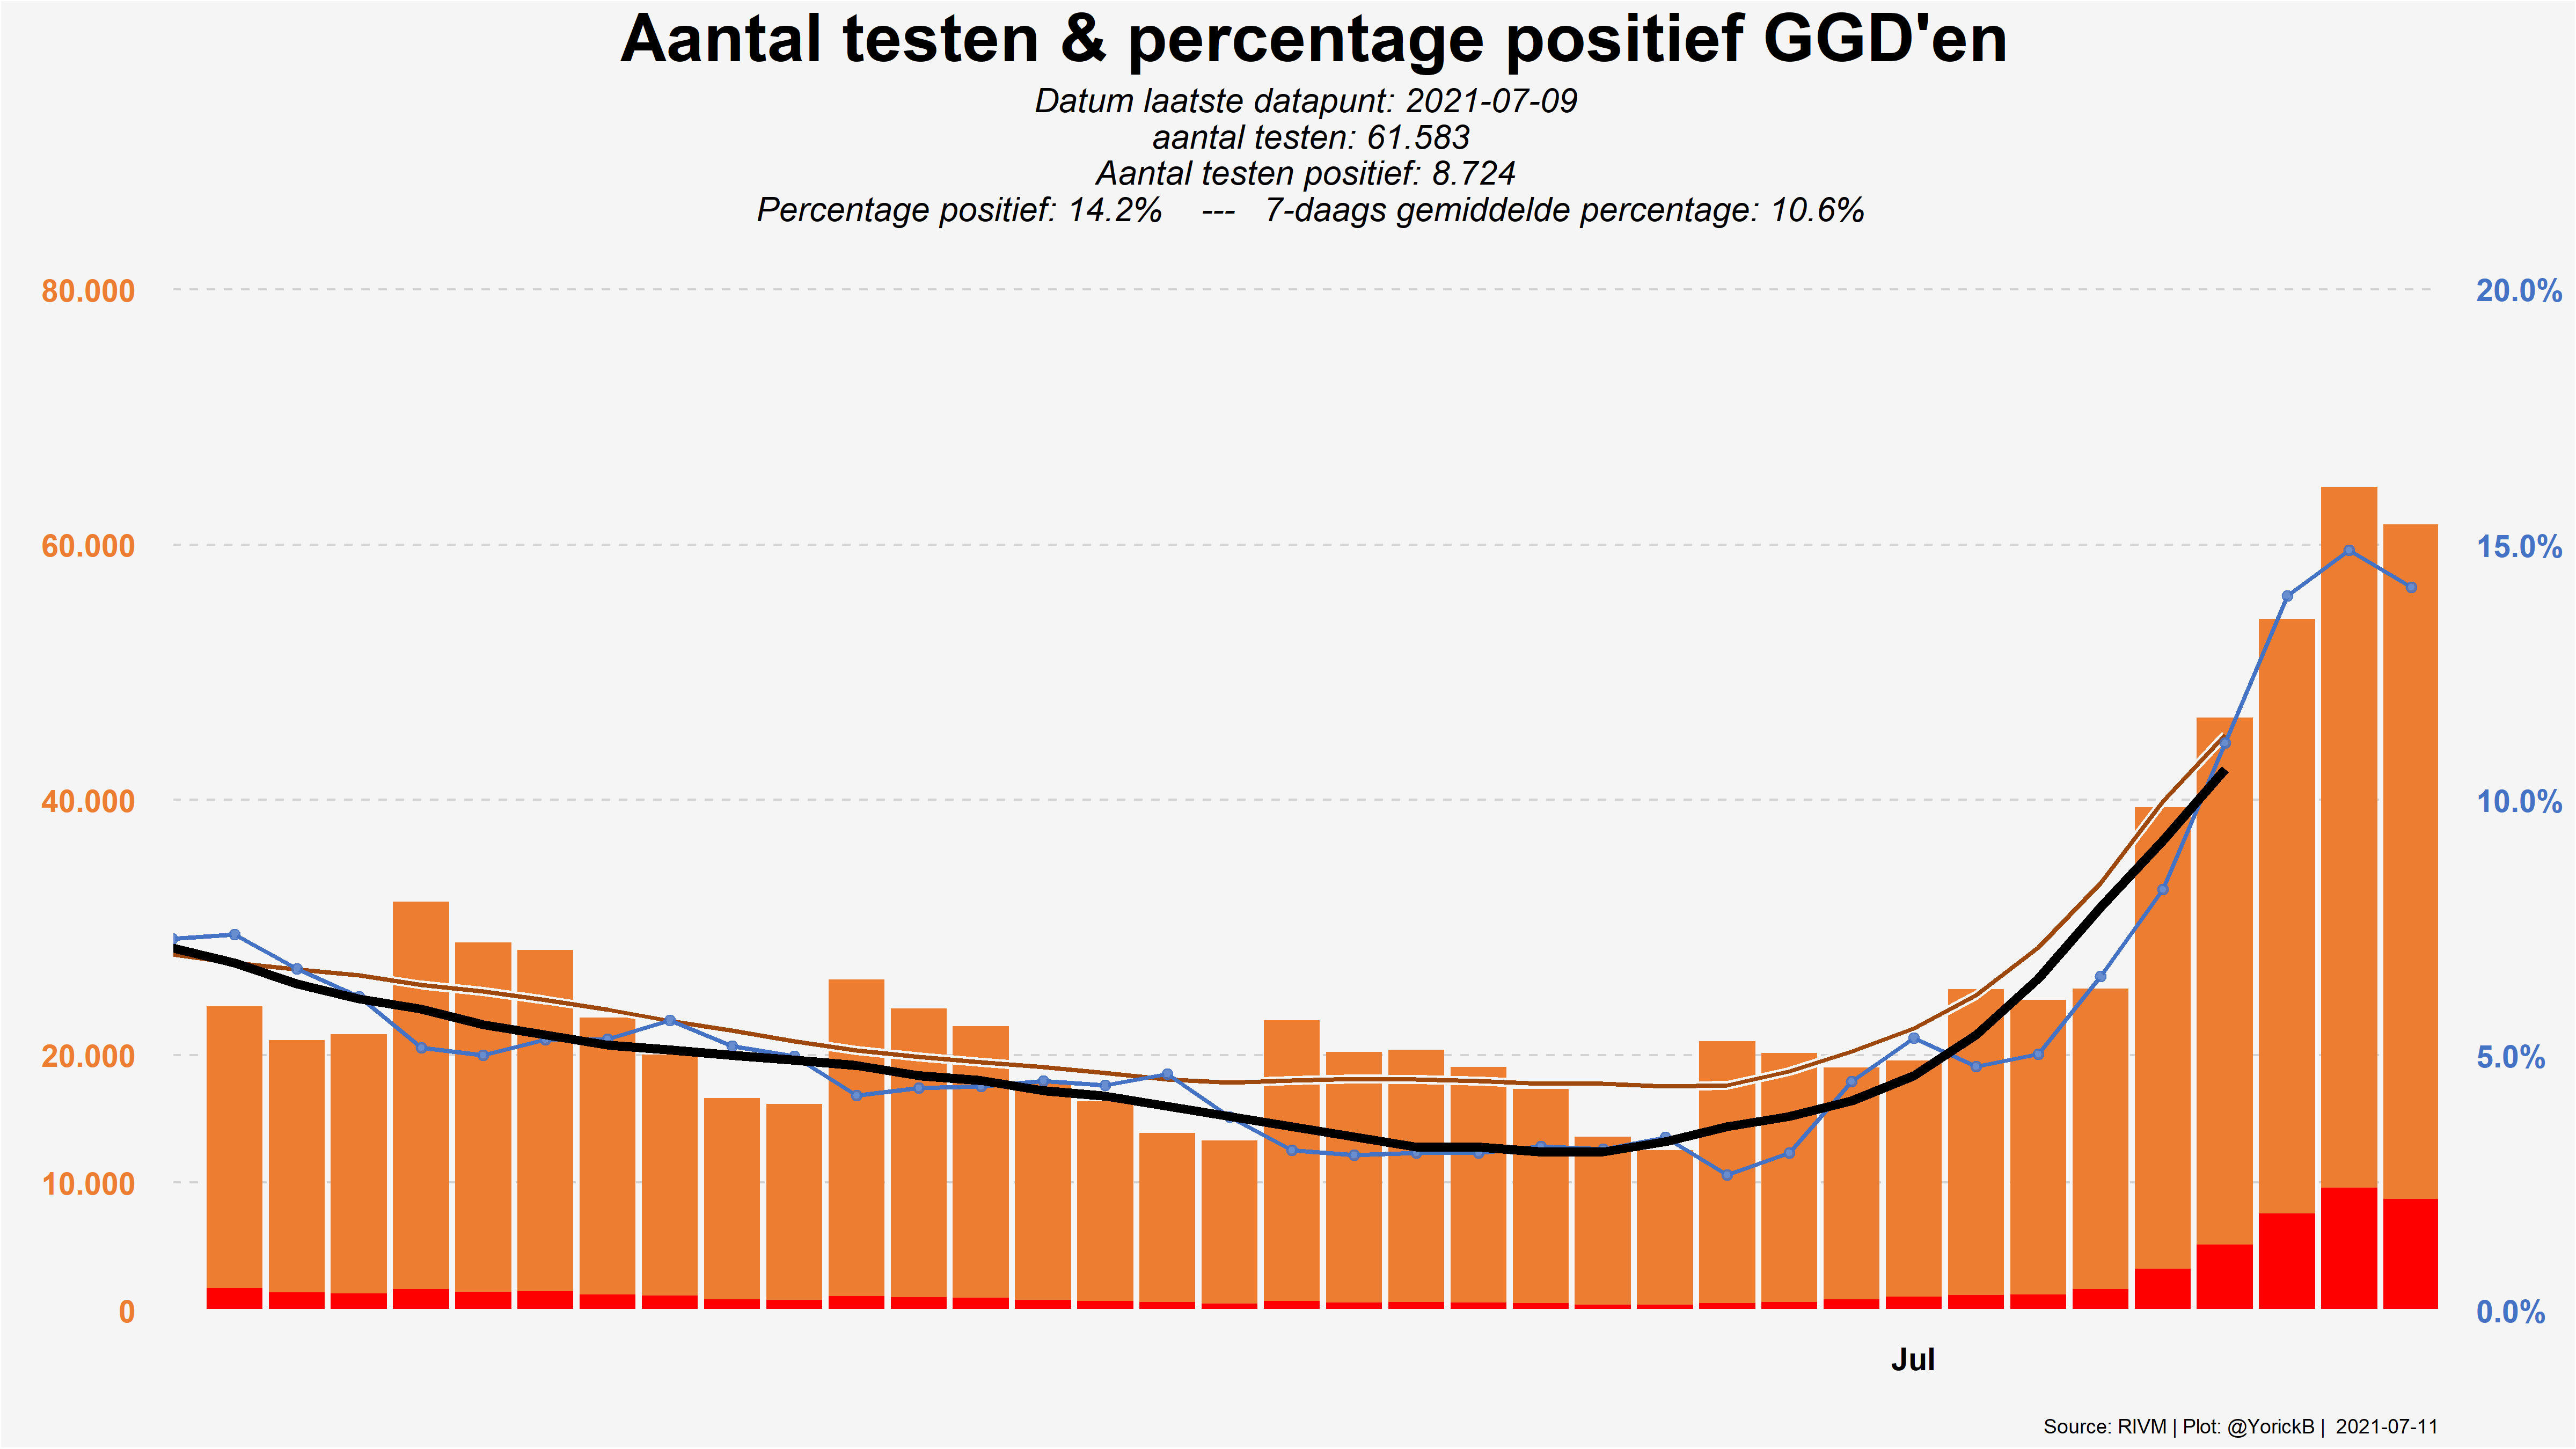 Aantal testen & percentage positief GGD'en
Datum laatste datapunt: 2021-07-09
aantal testen: 61.583
Aantal testen positief: 8.724
Percentage positief: 14.2% --- 7-daags gemiddelde percentage: 10.6%
80.000
20.0%
60.000
15.0%
40.000
10.0%
20.000
5.0%
10.000
0
0.0%
Jul
Source: RIVM | Plot: @YorickB | 2021-07-11